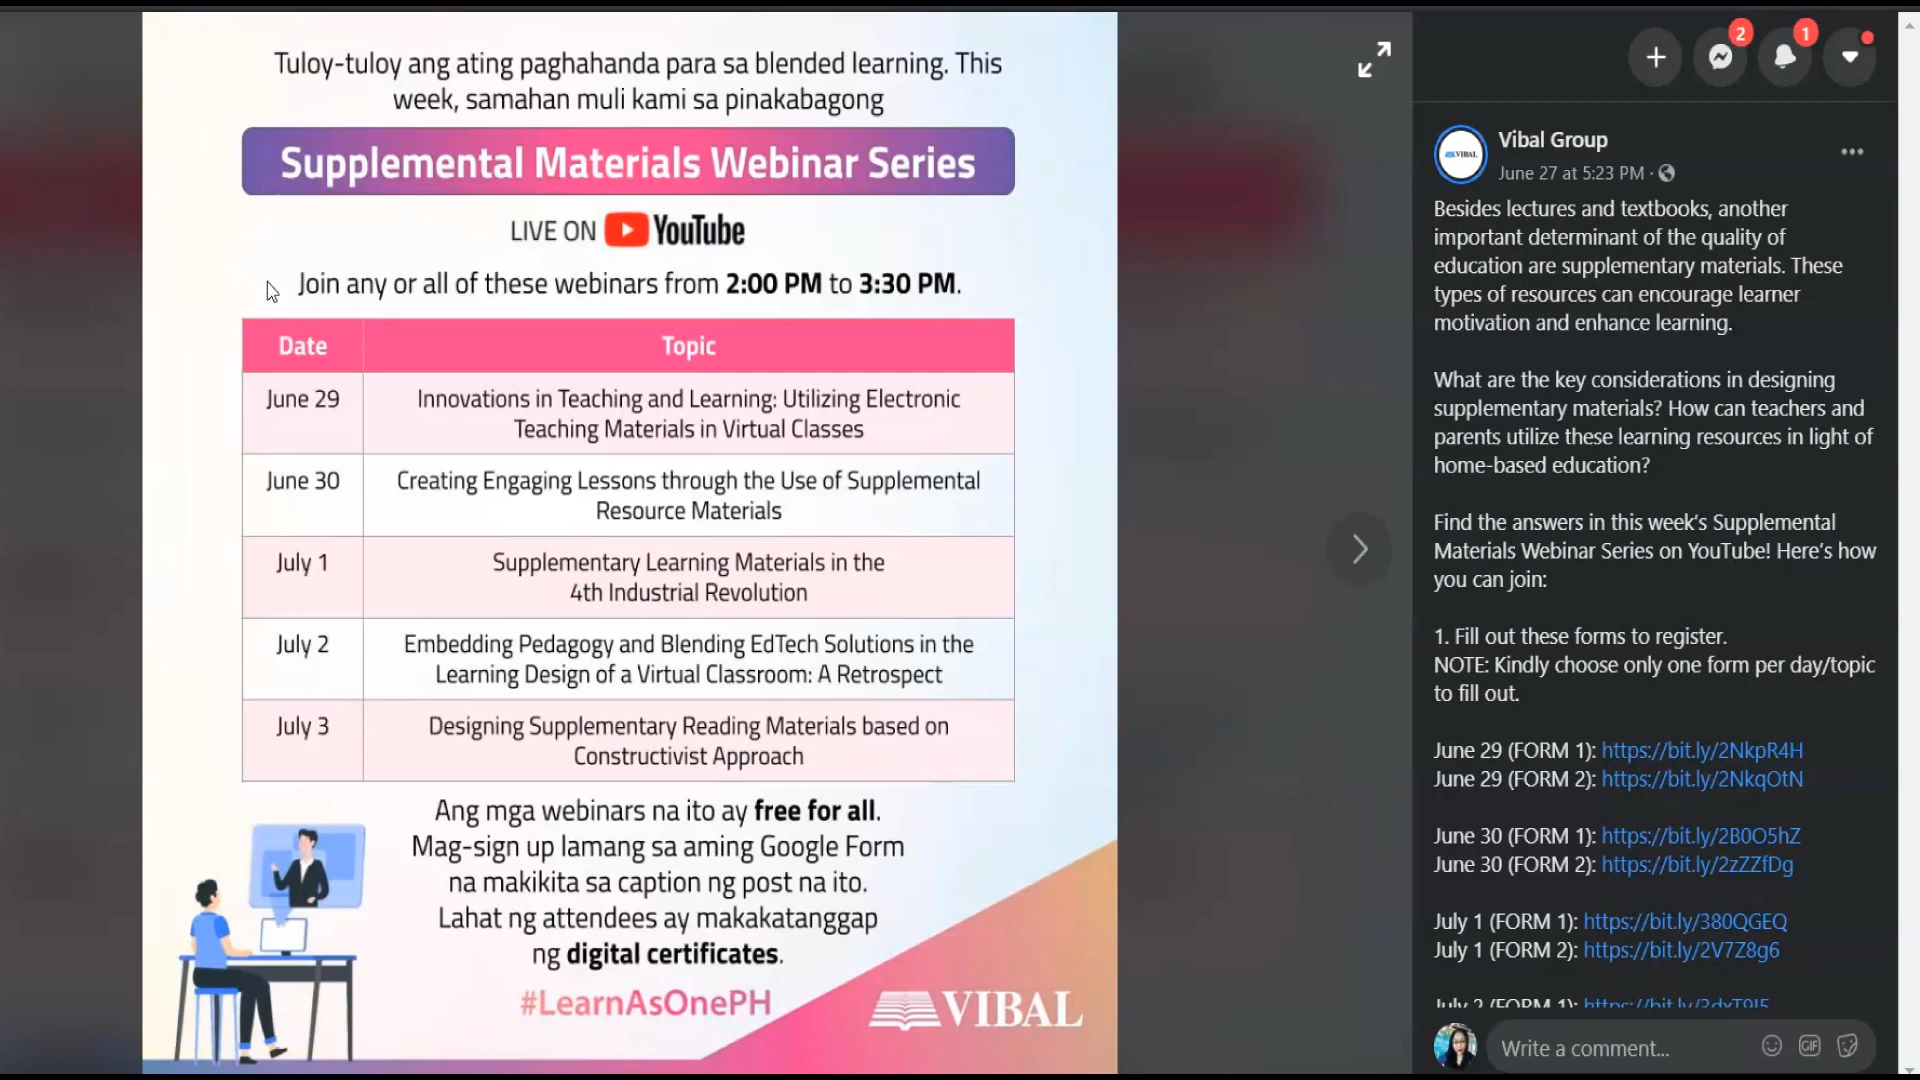 Tuloy-tuloy ang ating paghahanda para sa blended learning. This
week, samahan muli kami sa pinakabagong
Supplemental Materials Webinar Series
LIVE ON YouTube
Join any or all of these webinars from 2:00 PM to 3:30 PM.
Date Topic
June 29 Innovations in Teaching and Learning: Utilizing Electronic
Teaching Materials in Virtual Classes
June 30 Creating Engaging Lessons through the Use of Supplemental
Resource Materials
July 1 Supplementary Learning Materials in the
4th Industrial Revolution
July 2 Embedding Pedagogy and Blending EdTech Solutions in the
Learning Design of a Virtual Classroom: A Retrospect
July 3 Designing Supplementary Reading Materials based on
Constructivist Approach
Ang mga webinars na ito ay free for all.
Mag-sign up lamang sa aming Google Form
na makikita sa caption ng post na ito.
Lahat ng attendees ay makakatanggap
ng digital certificates.
#LearnAsOnePH
VIBAL
2
1
VIBAL
Vibal Group
June 27 at 5:23 PM ·
Besides lectures and textbooks, another
important determinant of the quality of
education are supplementary materials. These
types of resources can encourage learner
motivation and enhance learning.
What are the key considerations in designing
supplementary materials? How can teachers and
parents utilize these learning resources in light of
home-based education?
Find the answers in this week's Supplemental
Materials Webinar Series on YouTube! Here's how
you can join:
1. Fill out these forms to register.
NOTE: Kindly choose only one form per day/topic
to fill out.
June 29 (FORM 1): https://bit.ly/2NkpR4H
June 29 (FORM 2): https://bit.ly/2NkqOtN
June 30 (FORM 1): https://bit.ly/2B0O5hZ
June 30 (FORM 2): https://bit.ly/2zZZfDg
July 1 (FORM 1): https://bit.ly/380QGEQ
July 1 (FORM 2): https://bit.ly/2V7Z8g6
July 2 (FORM 1):
Write a comment...
GIF